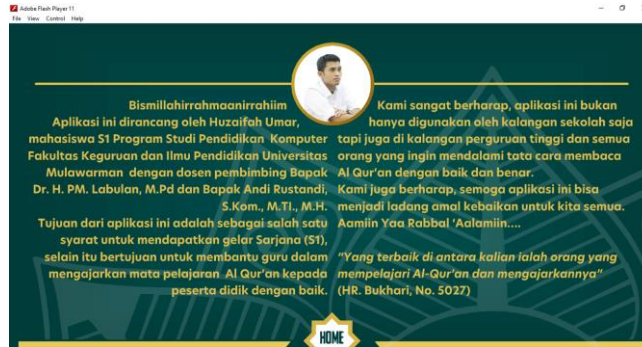 Adobe Flash Player 11
File View Control Help
Bismillahirrahmaanirrahiim
Aplikasi ini dirancang oleh Huzaifah Umar,
mahasiswa S1 Program Studi Pendidikan Komputer
Fakultas Keguruan dan Ilmu Pendidikan Universitas
Mulawarman dengan dosen pembimbing Bapak
Dr. H. PM. Labulan, M.Pd dan Bapak Andi Rustandi,
S.Kom., M.TI., M.H.
Tujuan dari aplikasi ini adalah sebagai salah satu
syarat untuk mendapatkan gelar Sarjana (S1),
selain itu bertujuan untuk membantu guru dalam
mengajarkan mata pelajaran Al Qur'an kepada
peserta didik dengan baik.
Kami sangat berharap, aplikasi ini bukan
hanya digunakan oleh kalangan sekolah saja
tapi juga di kalangan perguruan tinggi dan semua
orang yang ingin mendalami tata cara membaca
Al Qur'an dengan baik dan benar.
Kami juga berharap, semoga aplikasi ini bisa
menjadi ladang amal kebaikan untuk kita semua.
Aamiin Yaa Rabbal 'Aalamiin....
"Yang terbaik di antara kalian ialah orang yang
mempelajari Al-Qur'an dan mengajarkannya"
(HR. Bukhari, No. 5027)
HOME